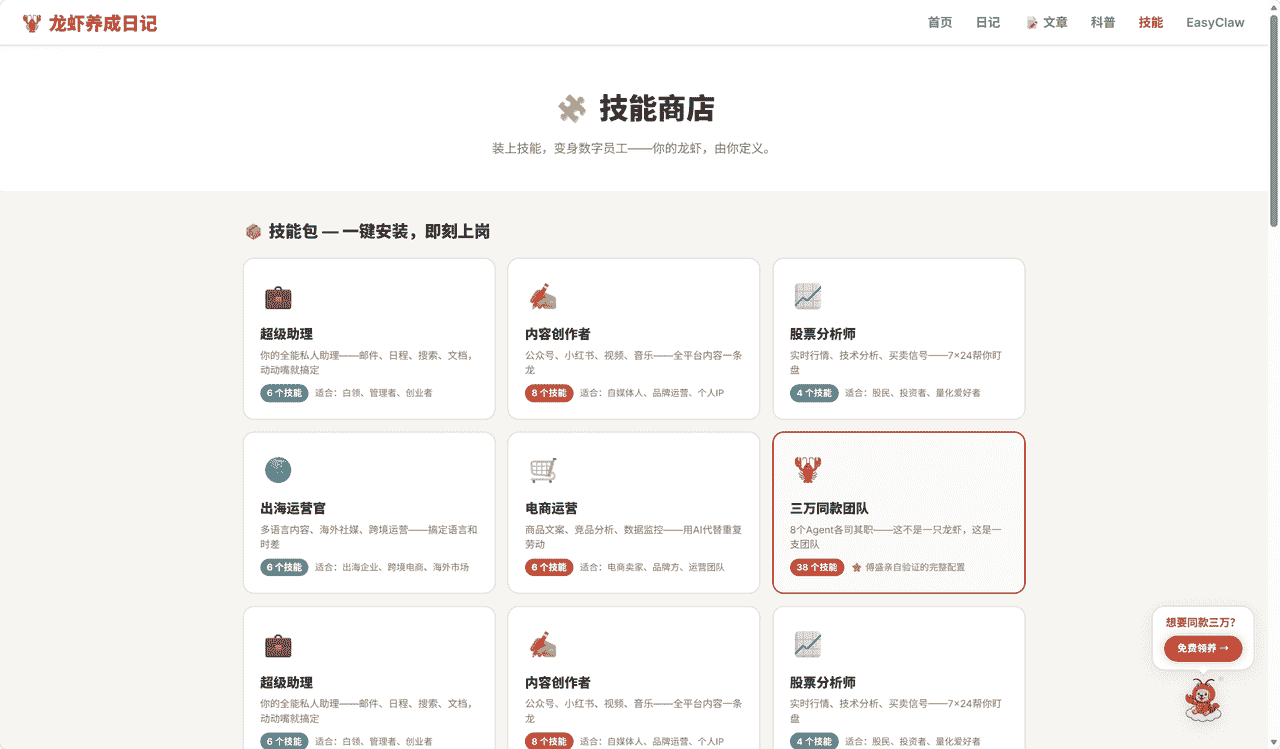 龙虾养成日记
首页 日记 文章 科普 技能 EasyClaw
技能商店
装上技能，变身数字员工——你的龙虾，由你定义。
技能包 — 一键安装，即刻上岗
超级助理
你的全能私人助理——邮件、日程、搜索、文档，
动动嘴就搞定
6 个技能 适合：白领、管理者、创业者
内容创作者
公众号、小红书、视频、音乐——全平台内容一条
龙
8 个技能 适合：自媒体人、品牌运营、个人IP
股票分析师
实时行情、技术分析、买卖信号——7×24帮你盯
盘
4 个技能 适合：股民、投资者、量化爱好者
出海运营官
多语言内容、海外社媒、跨境运营——搞定语言和
时差
6 个技能 适合：出海企业、跨境电商、海外市场
电商运营
商品文案、竞品分析、数据监控——用AI代替重复
劳动
6 个技能 适合：电商卖家、品牌方、运营团队
三万同款团队
8个Agent各司其职——这不是一只龙虾，这是一
支团队
38 个技能 傅盛亲自验证的完整配置
超级助理
你的全能私人助理——邮件、日程、搜索、文档，
动动嘴就搞定
6 个技能 适合：白领、管理者、创业者
内容创作者
公众号、小红书、视频、音乐——全平台内容一条
龙
8 个技能 适合：自媒体人、品牌运营、个人IP
股票分析师
实时行情、技术分析、买卖信号——7×24帮你盯
盘
4 个技能 适合：股民、投资者、量化爱好者
想要同款三万？
免费领养 →